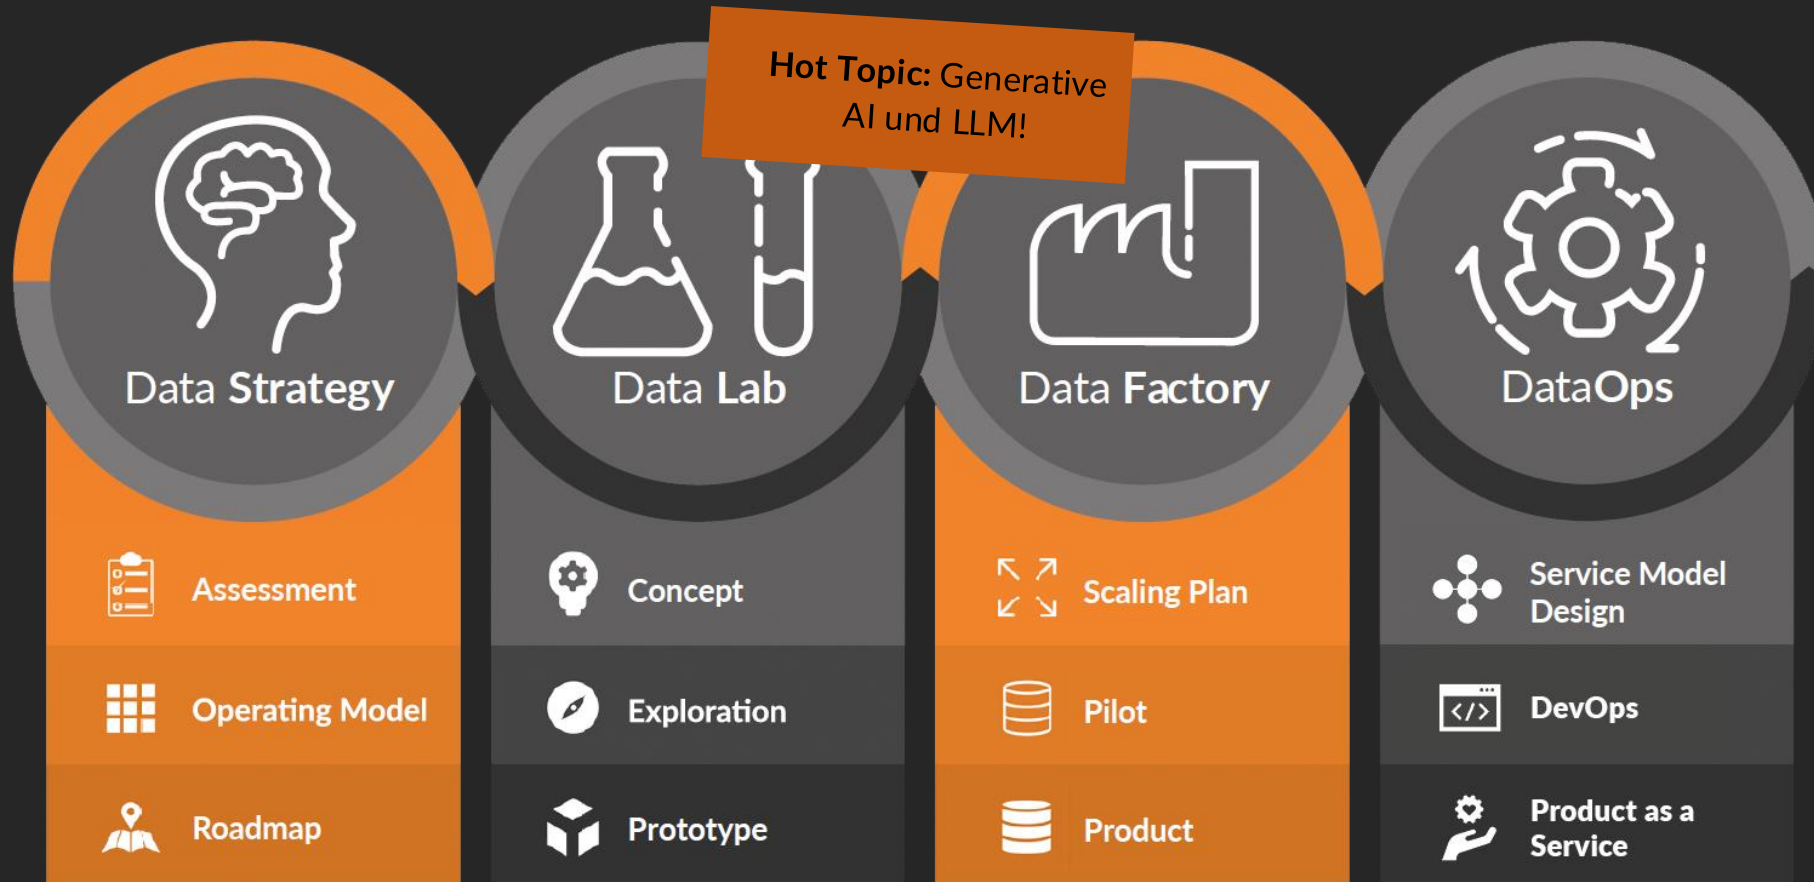 Hot Topic: Generative
AI und LLM!
Data Strategy
Assessment
Operating Model
Roadmap
Data Lab
Concept
Exploration
Prototype
Data Factory
Scaling Plan
Pilot
Product
DataOps
Service Model
Design
DevOps
Product as a
Service